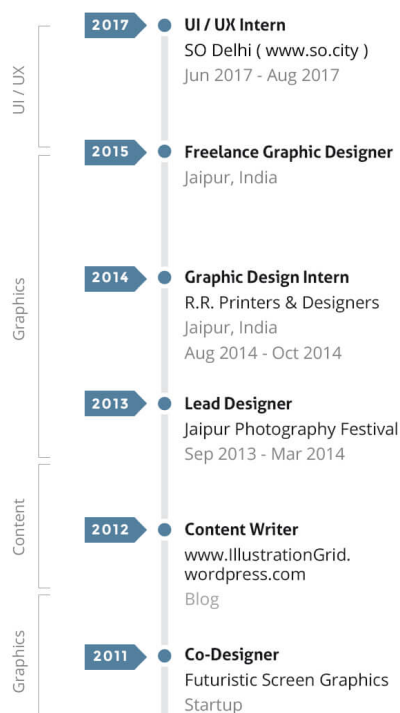 UI / UX
2017
UI / UX Intern
SO Delhi ( www.so.city )
Jun 2017 - Aug 2017
Graphics
2015
Freelance Graphic Designer
Jaipur, India
2014
Graphic Design Intern
R.R. Printers & Designers
Jaipur, India
Aug 2014 - Oct 2014
2013
Lead Designer
Jaipur Photography Festival
Sep 2013 - Mar 2014
Content
2012
Content Writer
www.IllustrationGrid.
wordpress.com
Blog
Graphics
2011
Co-Designer
Futuristic Screen Graphics
Startup